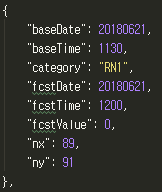 {
"baseDate": 20180621,
"baseTime": 1130,
"category": "RN1",
"fcstDate": 20180621,
"fcstTime": 1200,
"fcstValue": 0,
"nx": 89,
"ny": 91
},